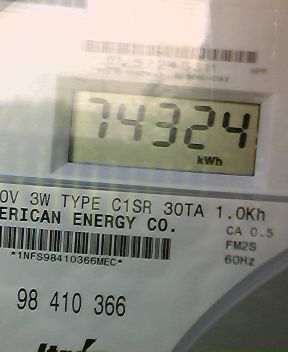 74324
kWh
0V 3W TYPE C1SR 30TA 1.0Kh
ERICAN ENERGY CO.
CA 0.5
FM2S
*1NFS98410366MEC*
60Hz
98 410 366